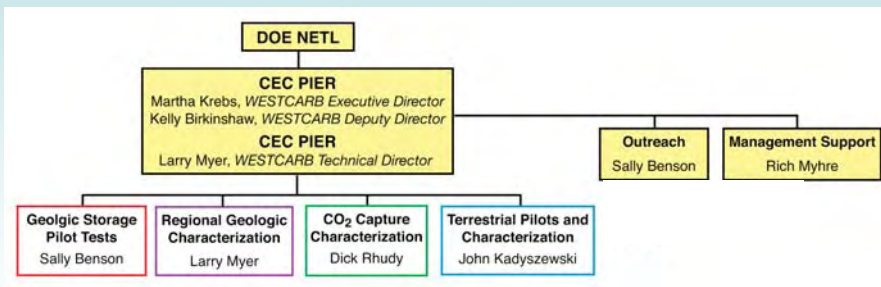 DOE NETL
CEC PIER
Martha Krebs, WESTCARB Executive Director
Kelly Birkinshaw, WESTCARB Deputy Director
CEC PIER
Larry Myer, WESTCARB Technical Director
Outreach
Sally Benson
Management Support
Rich Myhre
Geolgic Storage
Pilot Tests
Sally Benson
Regional Geologic
Characterization
Larry Myer
CO₂ Capture
Characterization
Dick Rhudy
Terrestrial Pilots and
Characterization
John Kadyszewski